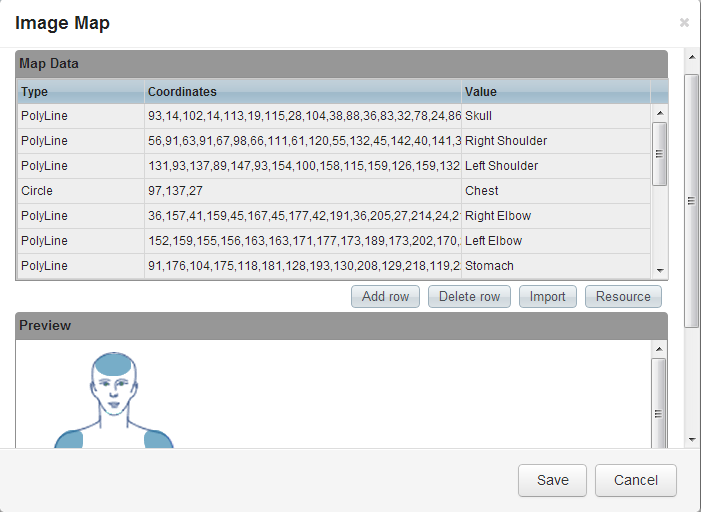 Image Map
Map Data
Type Coordinates Value
PolyLine 93,14,102,14,113,19,115,28,104,38,88,36,83,32,78,24,86 Skull
PolyLine 56,91,63,91,67,98,66,111,61,120,55,132,45,142,40,141,3 Right Shoulder
PolyLine 131,93,137,89,147,93,154,100,158,115,159,126,159,132 Left Shoulder
Circle 97,137,27 Chest
PolyLine 36,157,41,159,45,167,45,177,42,191,36,205,27,214,24,2 Right Elbow
PolyLine 152,159,155,156,163,163,171,177,173,189,173,202,170, Left Elbow
PolyLine 91,176,104,175,118,181,128,193,130,208,129,218,119,2 Stomach
Add row Delete row Import Resource
Preview
Save Cancel